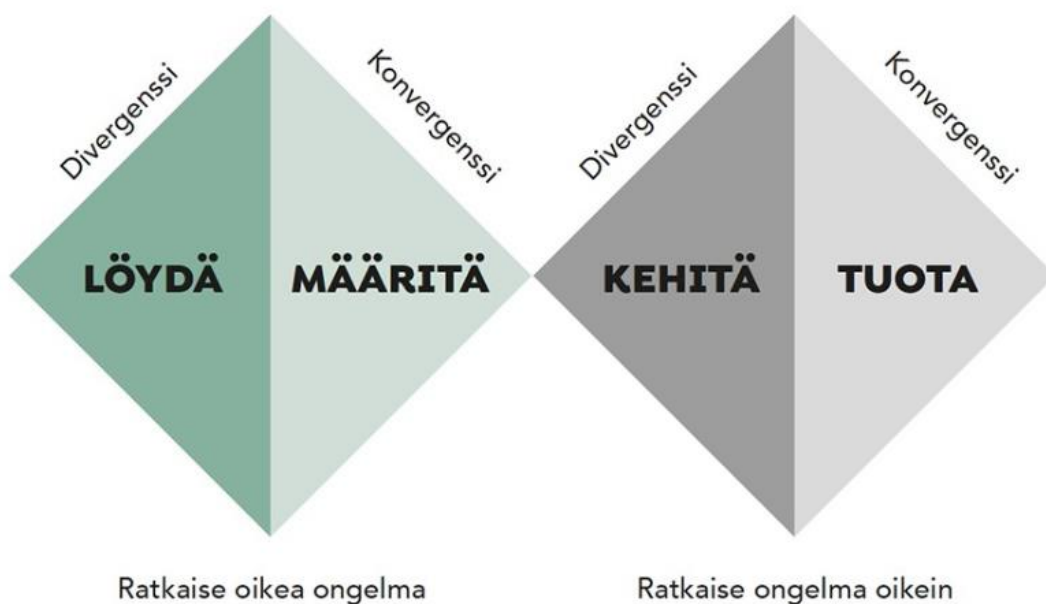 Divergenssi
Konvergenssi
Divergenssi
Konvergenssi
LÖYDÄ
MÄÄRITÄ
KEHITÄ
TUOTA
Ratkaise oikea ongelma
Ratkaise ongelma oikein